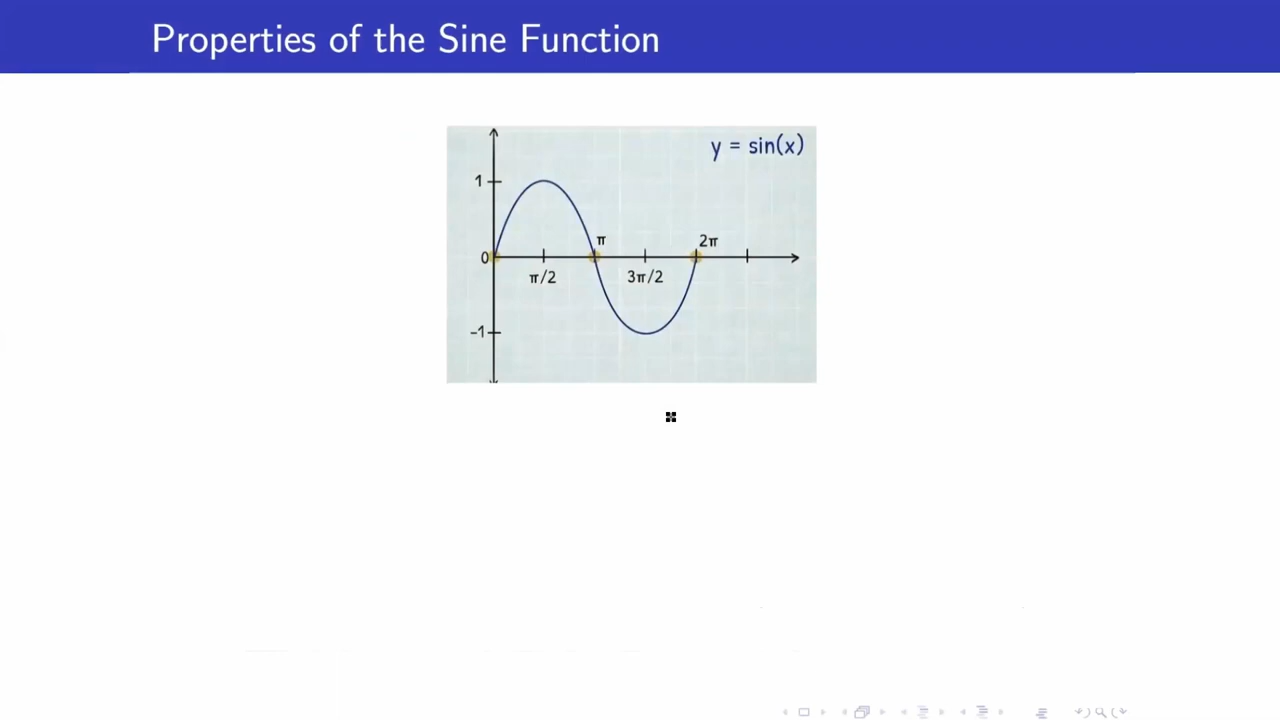 Properties of the Sine Function
y = sin(x)
1
π
2π
0
π/2
3π/2
-1